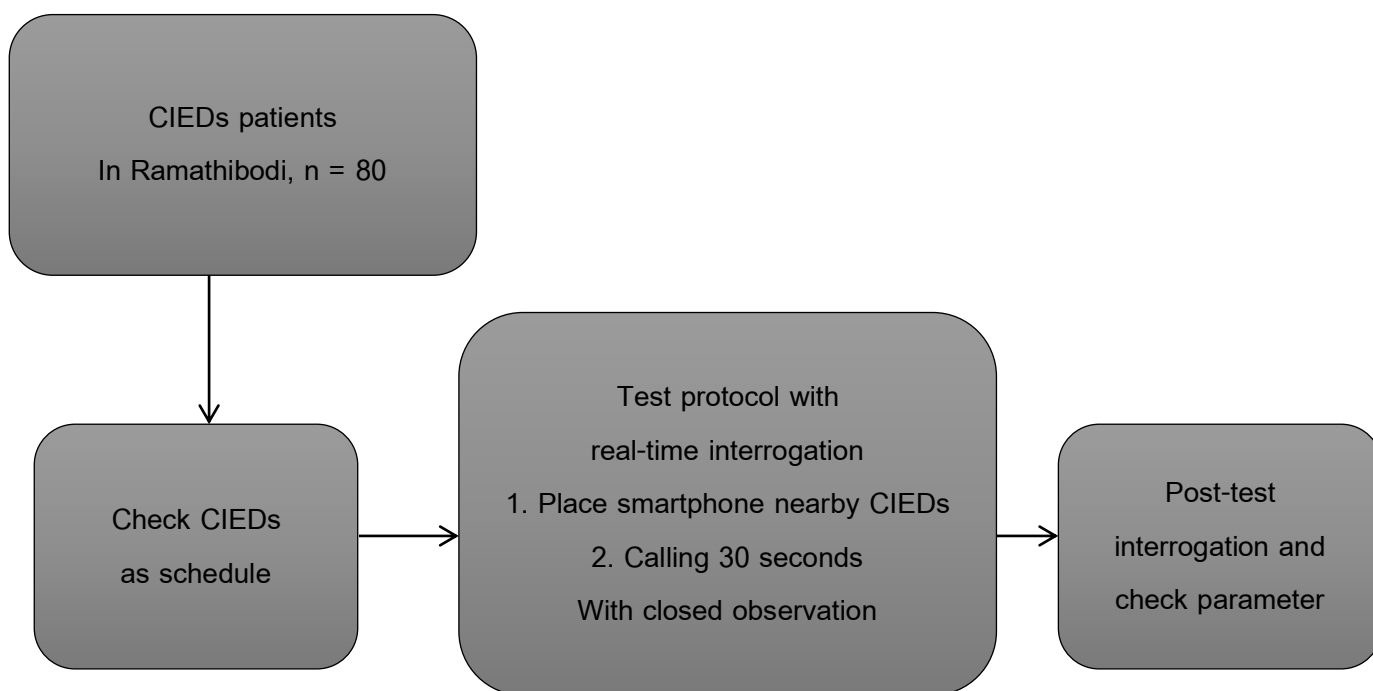 CIEDs patients
In Ramathibodi, n = 80
Check CIEDs
as schedule
Test protocol with
real-time interrogation
1. Place smartphone nearby CIEDs
2. Calling 30 seconds
With closed observation
Post-test
interrogation and
check parameter